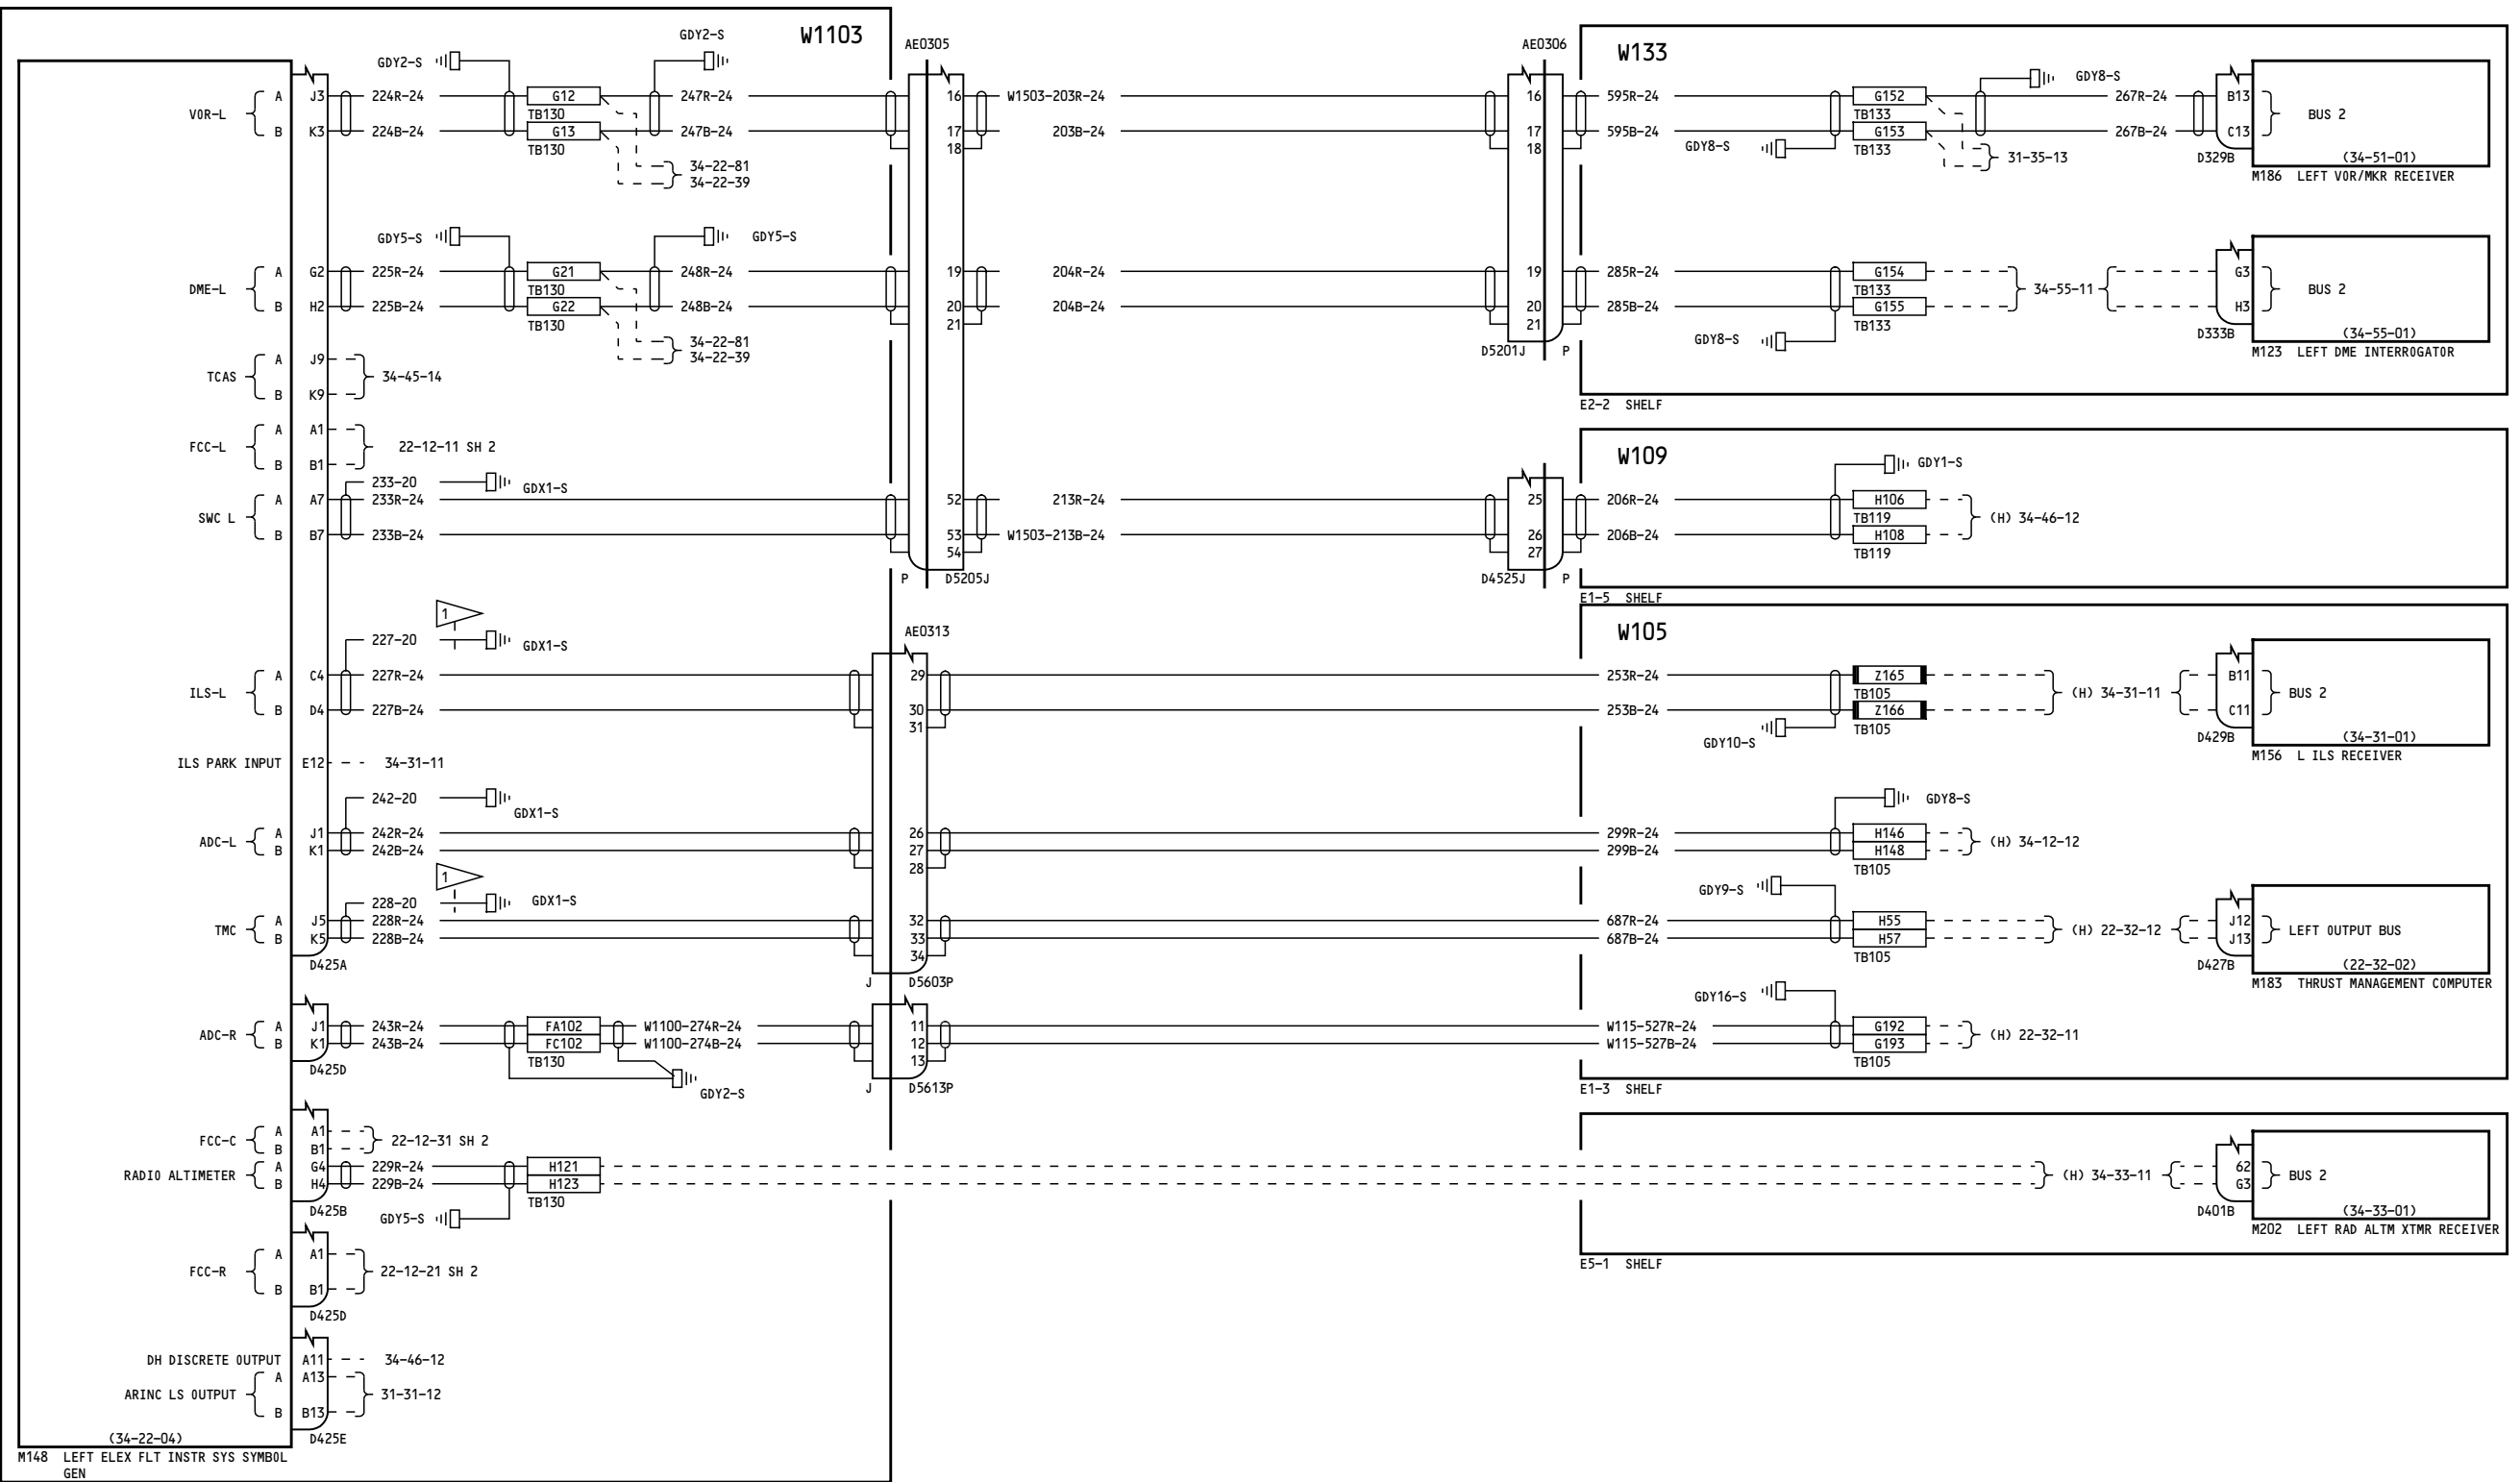 W1103
GDY2-S
GDY2-S
AE0305
AE0306
W133
VOR-L
A J3 224R-24 G12 247R-24 16 W1503-203R-24 16 595R-24 G152 GDY8-S 267R-24 B13
TB130
TB133
BUS 2
B K3 224B-24 G13 247B-24 17 203B-24 17 595B-24 G153 267B-24 C13
TB130
18
18
GDY8-S
TB133
31-35-13
D329B
(34-51-01)
34-22-81
34-22-39
M186 LEFT VOR/MKR RECEIVER
GDY5-S
GDY5-S
DME-L
A G2 225R-24 G21 248R-24 19 204R-24 19 285R-24 G154 G3
TB130
TB133
34-55-11
BUS 2
B H2 225B-24 G22 248B-24 20 204B-24 20 285B-24 G155 H3
TB130
21
21
TB133
D333B
(34-55-01)
34-22-81
34-22-39
D5201J P
GDY8-S
M123 LEFT DME INTERROGATOR
TCAS
A J9
34-45-14
B K9
E2-2 SHELF
FCC-L
A A1
22-12-11 SH 2
B B1
W109
GDY1-S
233-20 GDX1-S
SWC L
A A7 233R-24 52 213R-24 25 206R-24 H106
TB119
(H) 34-46-12
B B7 233B-24 53 W1503-213B-24 26 206B-24 H108
54
27
TB119
P D5205J
D4525J P
E1-5 SHELF
1
W105
AE0313
227-20 GDX1-S
ILS-L
A C4 227R-24 29 253R-24 Z165 B11
TB105
(H) 34-31-11
BUS 2
B D4 227B-24 30 253B-24 Z166 C11
31
TB105
GDY10-S
D429B
(34-31-01)
M156 L ILS RECEIVER
ILS PARK INPUT E12 34-31-11
242-20 GDX1-S
GDY8-S
ADC-L
A J1 242R-24 26 299R-24 H146
B K1 242B-24 27 299B-24 H148
(H) 34-12-12
28
TB105
1
228-20 GDX1-S
GDY9-S
TMC
A J5 228R-24 32 687R-24 H55 J12
(H) 22-32-12
LEFT OUTPUT BUS
B K5 228B-24 33 687B-24 H57 J13
34
TB105
D425A
D427B
(22-32-02)
J D5603P
M183 THRUST MANAGEMENT COMPUTER
GDY16-S
ADC-R
A J1 243R-24 FA102 W1100-274R-24 11 W115-527R-24 G192
B K1 243B-24 FC102 W1100-274B-24 12 W115-527B-24 G193
(H) 22-32-11
TB130
13
TB105
D425D
GDY2-S
J D5613P
E1-3 SHELF
FCC-C
A A1
B B1
22-12-31 SH 2
RADIO ALTIMETER
A G4 229R-24 H121 62
(H) 34-33-11
BUS 2
B H4 229B-24 H123 G3
TB130
D425B
GDY5-S
D401B
(34-33-01)
M202 LEFT RAD ALTM XTMR RECEIVER
FCC-R
A A1
22-12-21 SH 2
B B1
E5-1 SHELF
D425D
DH DISCRETE OUTPUT A11 34-46-12
ARINC LS OUTPUT
A A13
31-31-12
B B13
(34-22-04)
D425E
M148 LEFT ELEX FLT INSTR SYS SYMBOL
GEN